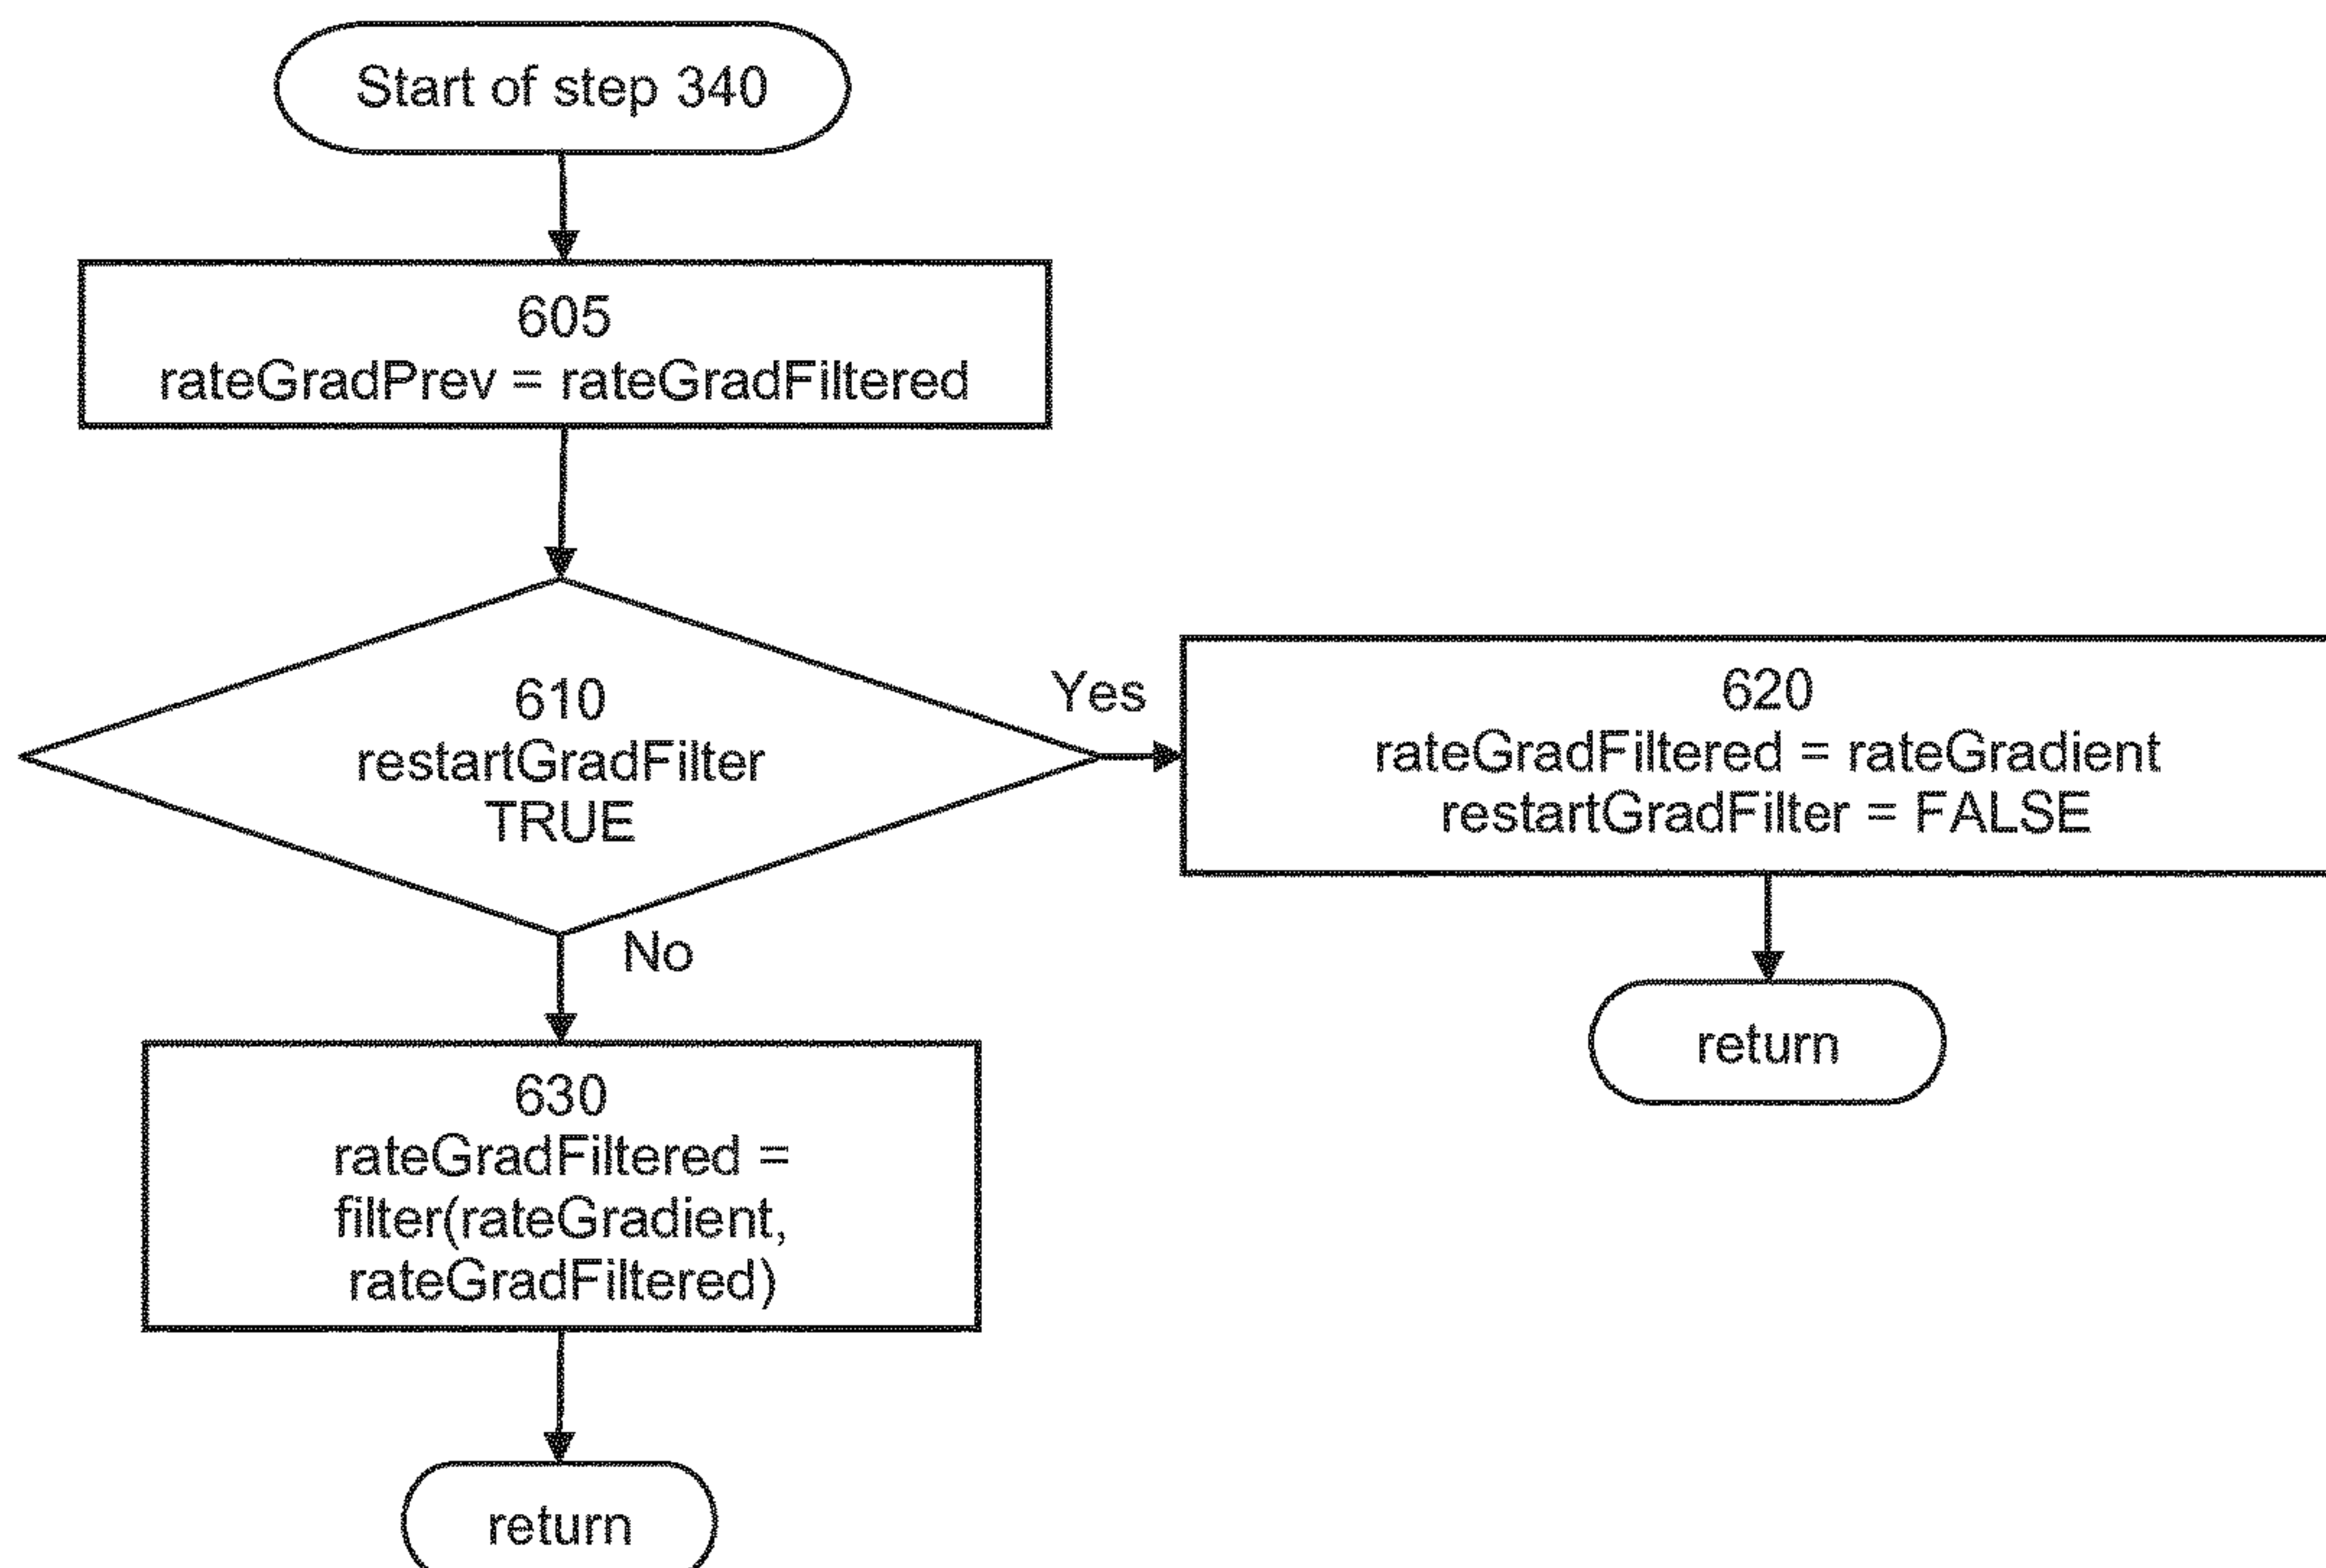 Start of step 340
605
rateGradPrev = rateGradFiltered
610
restartGradFilter
TRUE
Yes
620
rateGradFiltered = rateGradient
restartGradFilter = FALSE
return
No
630
rateGradFiltered =
filter(rateGradient,
rateGradFiltered)
return